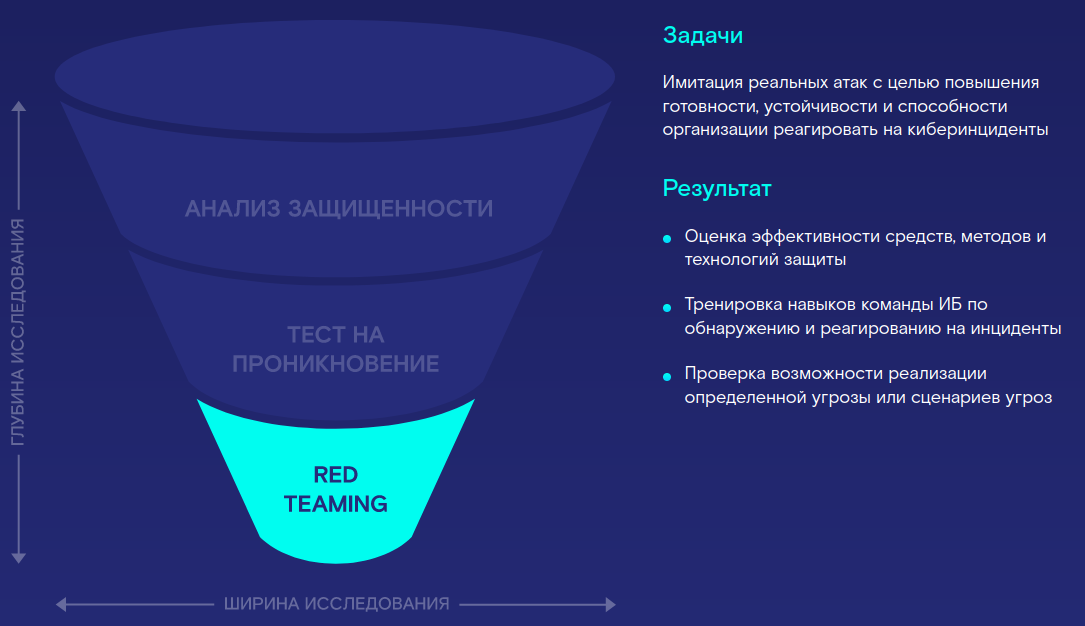 Задачи
Имитация реальных атак с целью повышения
готовности, устойчивости и способности
организации реагировать на киберинциденты
Результат
Оценка эффективности средств, методов и
технологий защиты
Тренировка навыков команды ИБ по
обнаружению и реагированию на инциденты
Проверка возможности реализации
определенной угрозы или сценариев угроз
АНАЛИЗ ЗАЩИЩЕННОСТИ
ТЕСТ НА
ПРОНИКНОВЕНИЕ
RED
TEAMING
ГЛУБИНА ИССЛЕДОВАНИЯ
ШИРИНА ИССЛЕДОВАНИЯ